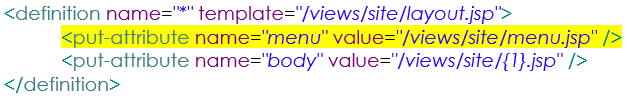 <definition name="*" template="/views/site/layout.jsp">
<put-attribute name="menu" value="/views/site/menu.jsp" />
<put-attribute name="body" value="/views/site/{1}.jsp" />
</definition>